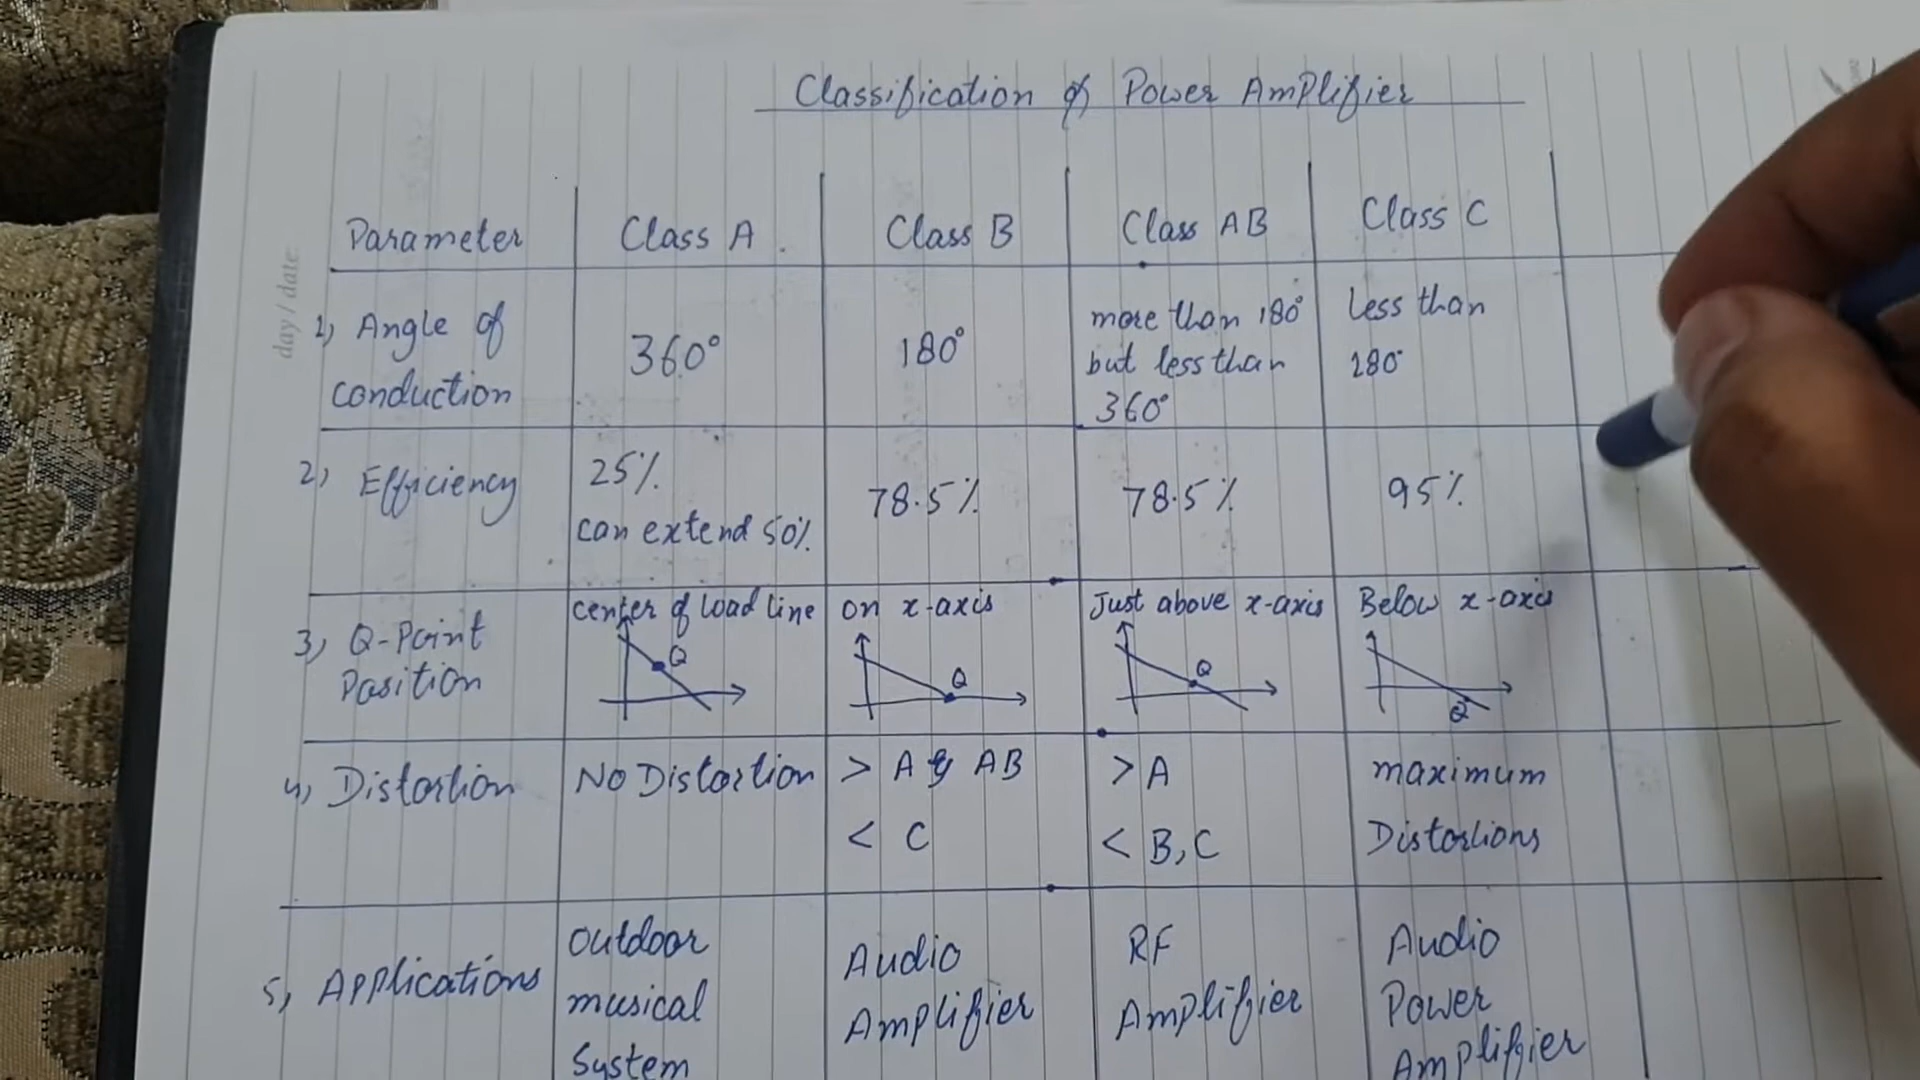 Classification of Power Amplifier
Parameter
Class A
Class B
Class AB
Class C
1) Angle of
conduction
360°
180°
more than 180°
but less than
360°
less than
180°
2) Efficiency
25%
can extend 50%
78.5%
78.5%
95%
3) Q-Point
Position
center of load line
Q
on x-axis
Q
Just above x-axis
Q
Below x-axis
Q
4) Distortion
No Distortion
> A & AB
< C
> A
< B, C
maximum
Distortions
5) Applications
outdoor
musical
System
Audio
Amplifier
RF
Amplifier
Audio
Power
Amplifier
day / date